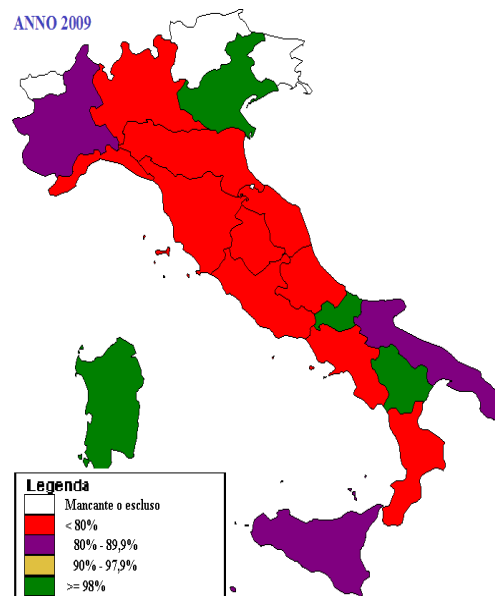 ANNO 2009
Legenda
Mancante o escluso
< 80%
80% - 89,9%
90% - 97,9%
>= 98%